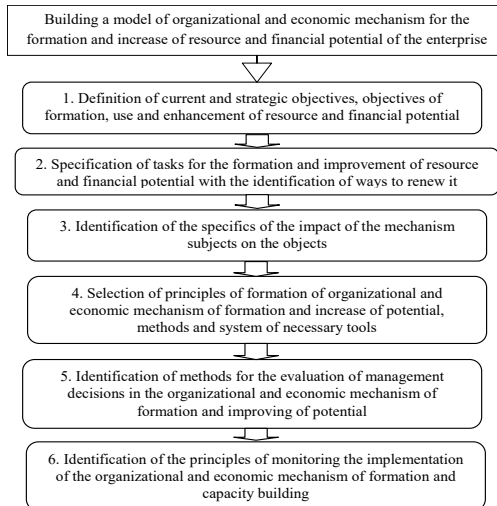 Building a model of organizational and economic mechanism for the
formation and increase of resource and financial potential of the enterprise
1. Definition of current and strategic objectives, objectives of
formation, use and enhancement of resource and financial potential
2. Specification of tasks for the formation and improvement of resource
and financial potential with the identification of ways to renew it
3. Identification of the specifics of the impact of the mechanism
subjects on the objects
4. Selection of principles of formation of organizational and
economic mechanism of formation and increase of potential,
methods and system of necessary tools
5. Identification of methods for the evaluation of management
decisions in the organizational and economic mechanism of
formation and improving of potential
6. Identification of the principles of monitoring the implementation
of the organizational and economic mechanism of formation and
capacity building